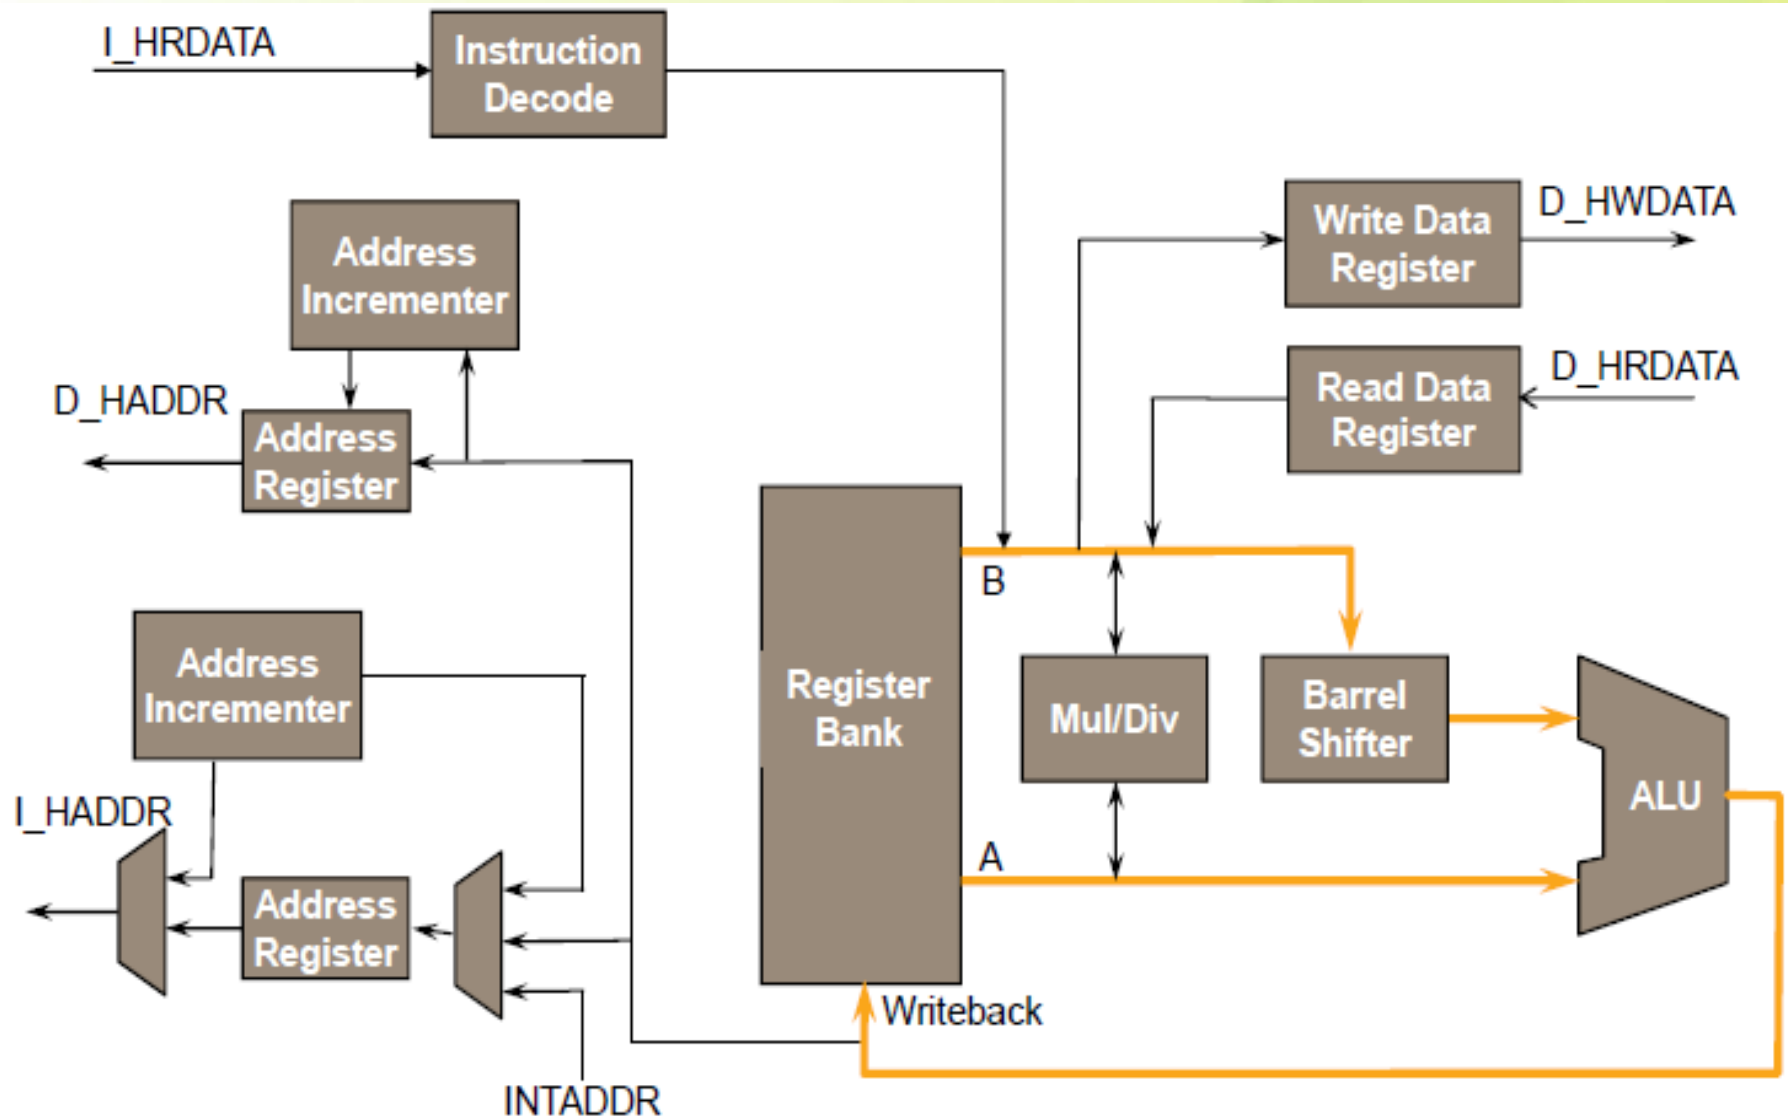 I_HRDATA
Instruction
Decode
Address
Incrementer
Write Data
Register
D_HWDATA
D_HADDR
Address
Register
Read Data
Register
D_HRDATA
B
Address
Incrementer
Register
Bank
Mul/Div
Barrel
Shifter
ALU
I_HADDR
Address
Register
A
Writeback
INTADDR